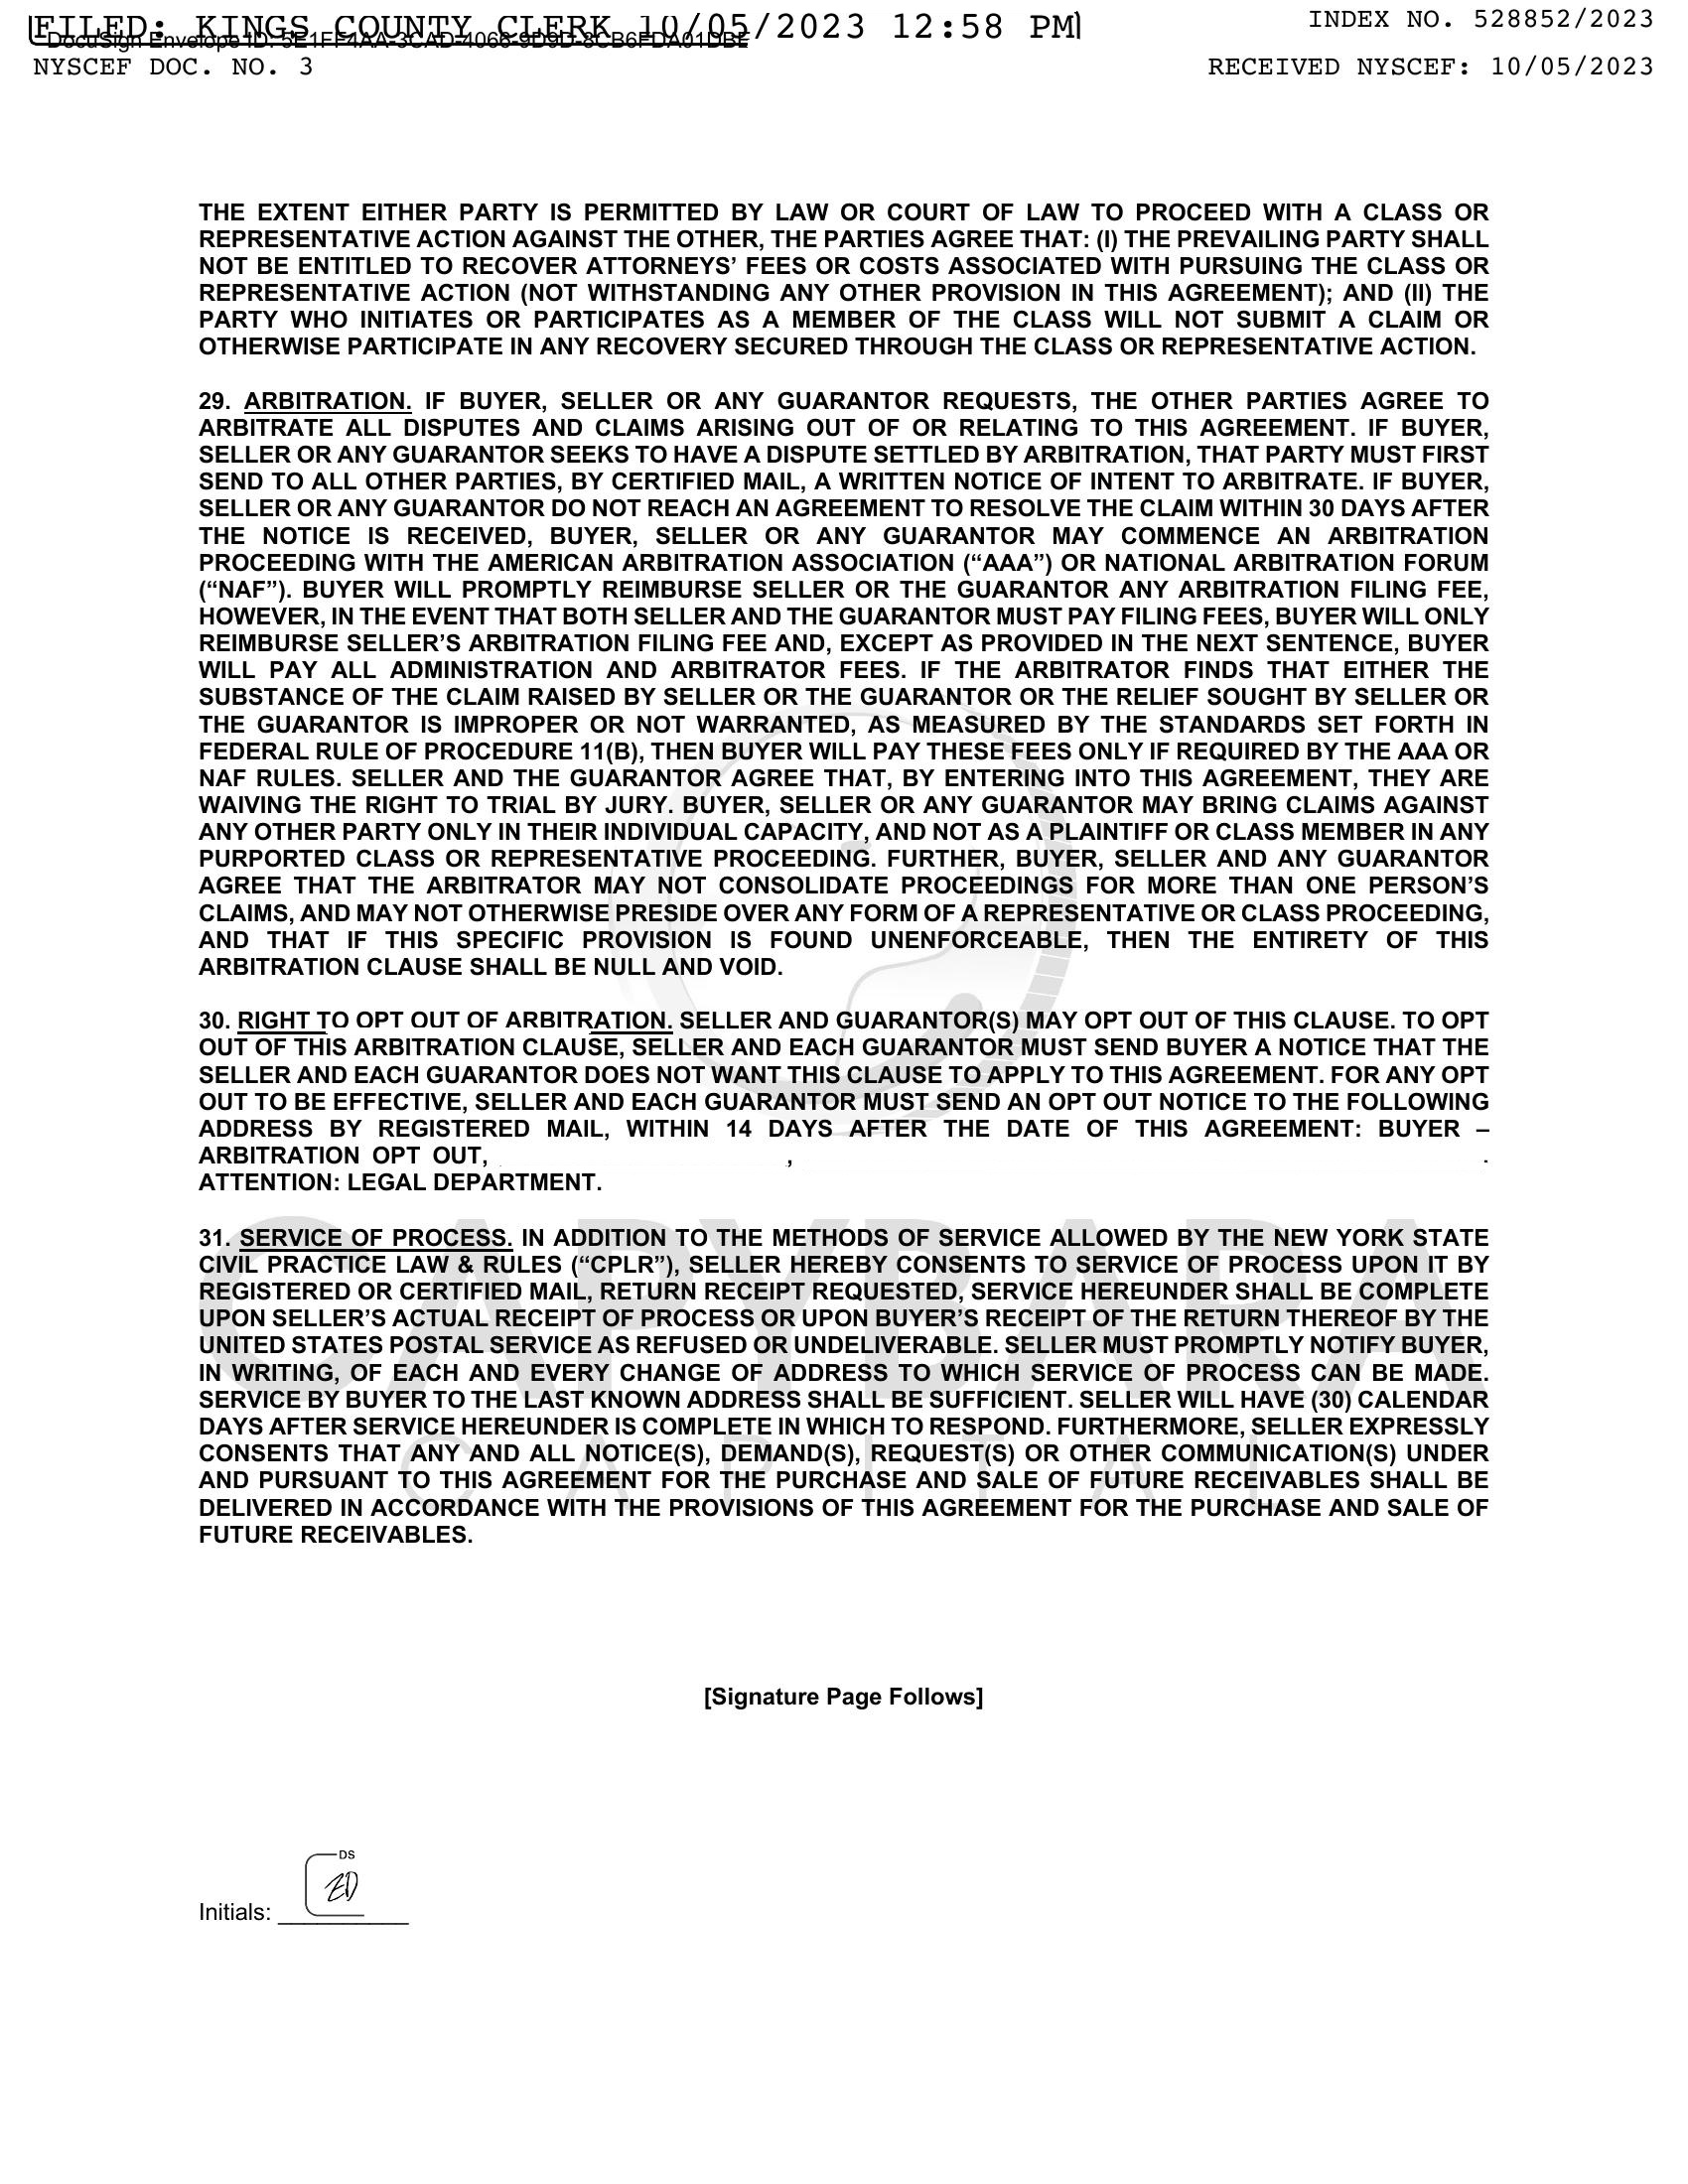 FILED: KINGS COUNTY CLERK 10/05/2023 12:58 PM
INDEX NO. 528852/2023
DocuSign Envelope ID: 5E1FF4AA-3CAD-4066-9D9D-8CB6FDA01DBE
NYSCEF DOC. NO. 3
RECEIVED NYSCEF: 10/05/2023
THE EXTENT EITHER PARTY IS PERMITTED BY LAW OR COURT OF LAW TO PROCEED WITH A CLASS OR
REPRESENTATIVE ACTION AGAINST THE OTHER, THE PARTIES AGREE THAT: (I) THE PREVAILING PARTY SHALL
NOT BE ENTITLED TO RECOVER ATTORNEYS’ FEES OR COSTS ASSOCIATED WITH PURSUING THE CLASS OR
REPRESENTATIVE ACTION (NOT WITHSTANDING ANY OTHER PROVISION IN THIS AGREEMENT); AND (II) THE
PARTY WHO INITIATES OR PARTICIPATES AS A MEMBER OF THE CLASS WILL NOT SUBMIT A CLAIM OR
OTHERWISE PARTICIPATE IN ANY RECOVERY SECURED THROUGH THE CLASS OR REPRESENTATIVE ACTION.
29. ARBITRATION. IF BUYER, SELLER OR ANY GUARANTOR REQUESTS, THE OTHER PARTIES AGREE TO
ARBITRATE ALL DISPUTES AND CLAIMS ARISING OUT OF OR RELATING TO THIS AGREEMENT. IF BUYER,
SELLER OR ANY GUARANTOR SEEKS TO HAVE A DISPUTE SETTLED BY ARBITRATION, THAT PARTY MUST FIRST
SEND TO ALL OTHER PARTIES, BY CERTIFIED MAIL, A WRITTEN NOTICE OF INTENT TO ARBITRATE. IF BUYER,
SELLER OR ANY GUARANTOR DO NOT REACH AN AGREEMENT TO RESOLVE THE CLAIM WITHIN 30 DAYS AFTER
THE NOTICE IS RECEIVED, BUYER, SELLER OR ANY GUARANTOR MAY COMMENCE AN ARBITRATION
PROCEEDING WITH THE AMERICAN ARBITRATION ASSOCIATION (“AAA”) OR NATIONAL ARBITRATION FORUM
(“NAF”). BUYER WILL PROMPTLY REIMBURSE SELLER OR THE GUARANTOR ANY ARBITRATION FILING FEE,
HOWEVER, IN THE EVENT THAT BOTH SELLER AND THE GUARANTOR MUST PAY FILING FEES, BUYER WILL ONLY
REIMBURSE SELLER’S ARBITRATION FILING FEE AND, EXCEPT AS PROVIDED IN THE NEXT SENTENCE, BUYER
WILL PAY ALL ADMINISTRATION AND ARBITRATOR FEES. IF THE ARBITRATOR FINDS THAT EITHER THE
SUBSTANCE OF THE CLAIM RAISED BY SELLER OR THE GUARANTOR OR THE RELIEF SOUGHT BY SELLER OR
THE GUARANTOR IS IMPROPER OR NOT WARRANTED, AS MEASURED BY THE STANDARDS SET FORTH IN
FEDERAL RULE OF PROCEDURE 11(B), THEN BUYER WILL PAY THESE FEES ONLY IF REQUIRED BY THE AAA OR
NAF RULES. SELLER AND THE GUARANTOR AGREE THAT, BY ENTERING INTO THIS AGREEMENT, THEY ARE
WAIVING THE RIGHT TO TRIAL BY JURY. BUYER, SELLER OR ANY GUARANTOR MAY BRING CLAIMS AGAINST
ANY OTHER PARTY ONLY IN THEIR INDIVIDUAL CAPACITY, AND NOT AS A PLAINTIFF OR CLASS MEMBER IN ANY
PURPORTED CLASS OR REPRESENTATIVE PROCEEDING. FURTHER, BUYER, SELLER AND ANY GUARANTOR
AGREE THAT THE ARBITRATOR MAY NOT CONSOLIDATE PROCEEDINGS FOR MORE THAN ONE PERSON’S
CLAIMS, AND MAY NOT OTHERWISE PRESIDE OVER ANY FORM OF A REPRESENTATIVE OR CLASS PROCEEDING,
AND THAT IF THIS SPECIFIC PROVISION IS FOUND UNENFORCEABLE, THEN THE ENTIRETY OF THIS
ARBITRATION CLAUSE SHALL BE NULL AND VOID.
30. RIGHT TO OPT OUT OF ARBITRATION. SELLER AND GUARANTOR(S) MAY OPT OUT OF THIS CLAUSE. TO OPT
OUT OF THIS ARBITRATION CLAUSE, SELLER AND EACH GUARANTOR MUST SEND BUYER A NOTICE THAT THE
SELLER AND EACH GUARANTOR DOES NOT WANT THIS CLAUSE TO APPLY TO THIS AGREEMENT. FOR ANY OPT
OUT TO BE EFFECTIVE, SELLER AND EACH GUARANTOR MUST SEND AN OPT OUT NOTICE TO THE FOLLOWING
ADDRESS BY REGISTERED MAIL, WITHIN 14 DAYS AFTER THE DATE OF THIS AGREEMENT: BUYER –
ARBITRATION OPT OUT, , .
ATTENTION: LEGAL DEPARTMENT.
31. SERVICE OF PROCESS. IN ADDITION TO THE METHODS OF SERVICE ALLOWED BY THE NEW YORK STATE
CIVIL PRACTICE LAW & RULES (“CPLR”), SELLER HEREBY CONSENTS TO SERVICE OF PROCESS UPON IT BY
REGISTERED OR CERTIFIED MAIL, RETURN RECEIPT REQUESTED, SERVICE HEREUNDER SHALL BE COMPLETE
UPON SELLER’S ACTUAL RECEIPT OF PROCESS OR UPON BUYER’S RECEIPT OF THE RETURN THEREOF BY THE
UNITED STATES POSTAL SERVICE AS REFUSED OR UNDELIVERABLE. SELLER MUST PROMPTLY NOTIFY BUYER,
IN WRITING, OF EACH AND EVERY CHANGE OF ADDRESS TO WHICH SERVICE OF PROCESS CAN BE MADE.
SERVICE BY BUYER TO THE LAST KNOWN ADDRESS SHALL BE SUFFICIENT. SELLER WILL HAVE (30) CALENDAR
DAYS AFTER SERVICE HEREUNDER IS COMPLETE IN WHICH TO RESPOND. FURTHERMORE, SELLER EXPRESSLY
CONSENTS THAT ANY AND ALL NOTICE(S), DEMAND(S), REQUEST(S) OR OTHER COMMUNICATION(S) UNDER
AND PURSUANT TO THIS AGREEMENT FOR THE PURCHASE AND SALE OF FUTURE RECEIVABLES SHALL BE
DELIVERED IN ACCORDANCE WITH THE PROVISIONS OF THIS AGREEMENT FOR THE PURCHASE AND SALE OF
FUTURE RECEIVABLES.
CAPYBARA
CAPITAL
[Signature Page Follows]
DS
ZD
Initials: